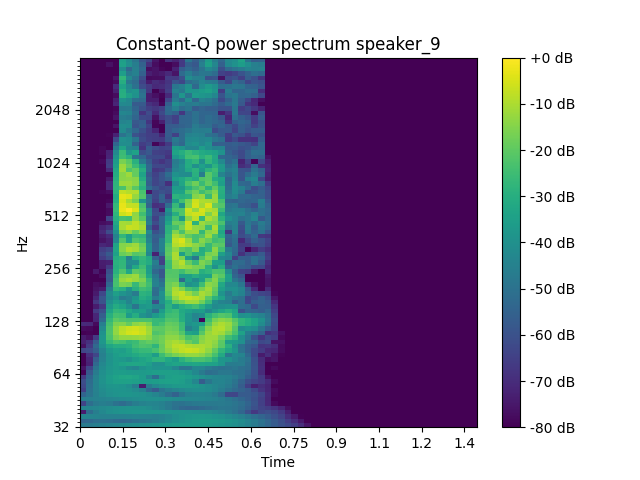 Constant-Q power spectrum speaker_9
Hz
2048
1024
512
256
128
64
32
0 0.15 0.3 0.45 0.6 0.75 0.9 1.1 1.2 1.4
Time
+0 dB
-10 dB
-20 dB
-30 dB
-40 dB
-50 dB
-60 dB
-70 dB
-80 dB